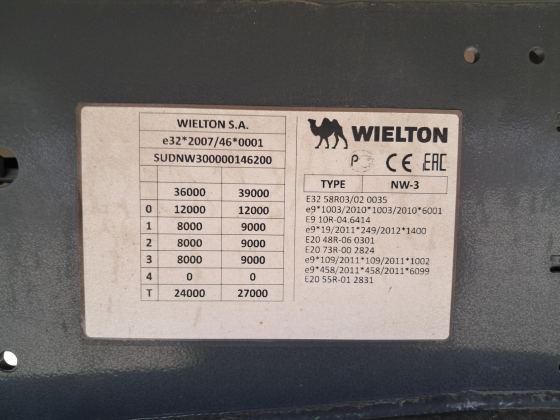 WIELTON S.A.
e32*2007/46*0001
SUDNW300000146200
36000 39000
0 12000 12000
1 8000 9000
2 8000 9000
3 8000 9000
4 0 0
T 24000 27000
WIELTON
CE EAC
TYPE NW-3
E32 58R03/02 0035
e9*1003/2010*1003/2010*6001
E9 10R-04.6414
e9*19/2011*249/2012*1400
E20 48R-06 0301
E20 73R-00 2824
e9*109/2011*109/2011*1002
e9*458/2011*458/2011*6099
E20 55R-01 2831